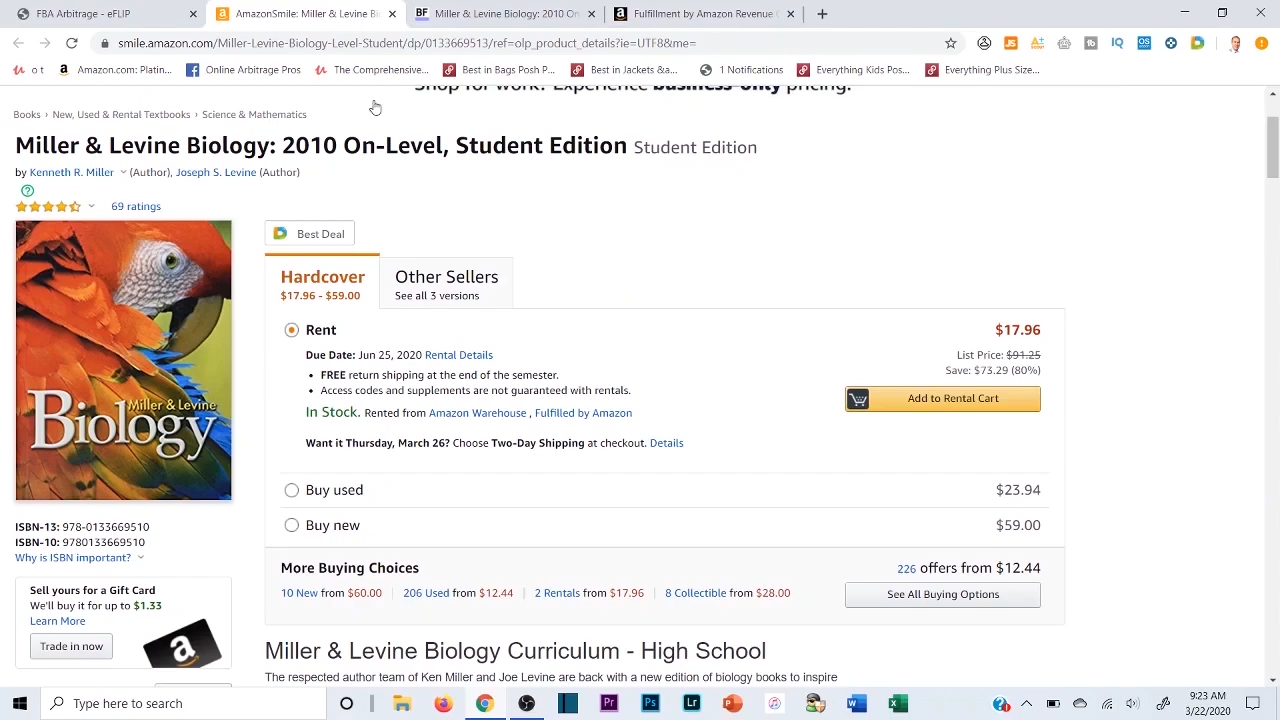 FBA Arbitrage - eFLIP
AmazonSmile: Miller & Levine Bi
Miller & Levine Biology: 2010 On
Fulfillment by Amazon Revenue C
smile.amazon.com/Miller-Levine-Biology-Level-Student/dp/0133669513/ref=olp_product_details?ie=UTF8&me=
o t
Amazon.com: Platin...
Online Arbitrage Pros
The Comprehensive...
Best in Bags Posh P...
Best in Jackets &a...
1 Notifications
Everything Kids Pos...
Everything Plus Size...
Shop for work? Experience business-only pricing.
Books › New, Used & Rental Textbooks › Science & Mathematics
Miller & Levine Biology: 2010 On-Level, Student Edition Student Edition
by Kenneth R. Miller (Author), Joseph S. Levine (Author)
69 ratings
Miller & Levine
Biology
ISBN-13: 978-0133669510
ISBN-10: 9780133669510
Why is ISBN important?
Sell yours for a Gift Card
We'll buy it for up to $1.33
Learn More
Trade in now
Best Deal
Hardcover
$17.96 - $59.00
Other Sellers
See all 3 versions
Rent
$17.96
Due Date: Jun 25, 2020 Rental Details
List Price: $91.25
Save: $73.29 (80%)
• FREE return shipping at the end of the semester.
• Access codes and supplements are not guaranteed with rentals.
Add to Rental Cart
In Stock. Rented from Amazon Warehouse , Fulfilled by Amazon
Want it Thursday, March 26? Choose Two-Day Shipping at checkout. Details
Buy used
$23.94
Buy new
$59.00
More Buying Choices
226 offers from $12.44
10 New from $60.00 | 206 Used from $12.44 | 2 Rentals from $17.96 | 8 Collectible from $28.00
See All Buying Options
Miller & Levine Biology Curriculum - High School
The respected author team of Ken Miller and Joe Levine are back with a new edition of biology books to inspire
Type here to search
9:23 AM
3/22/2020